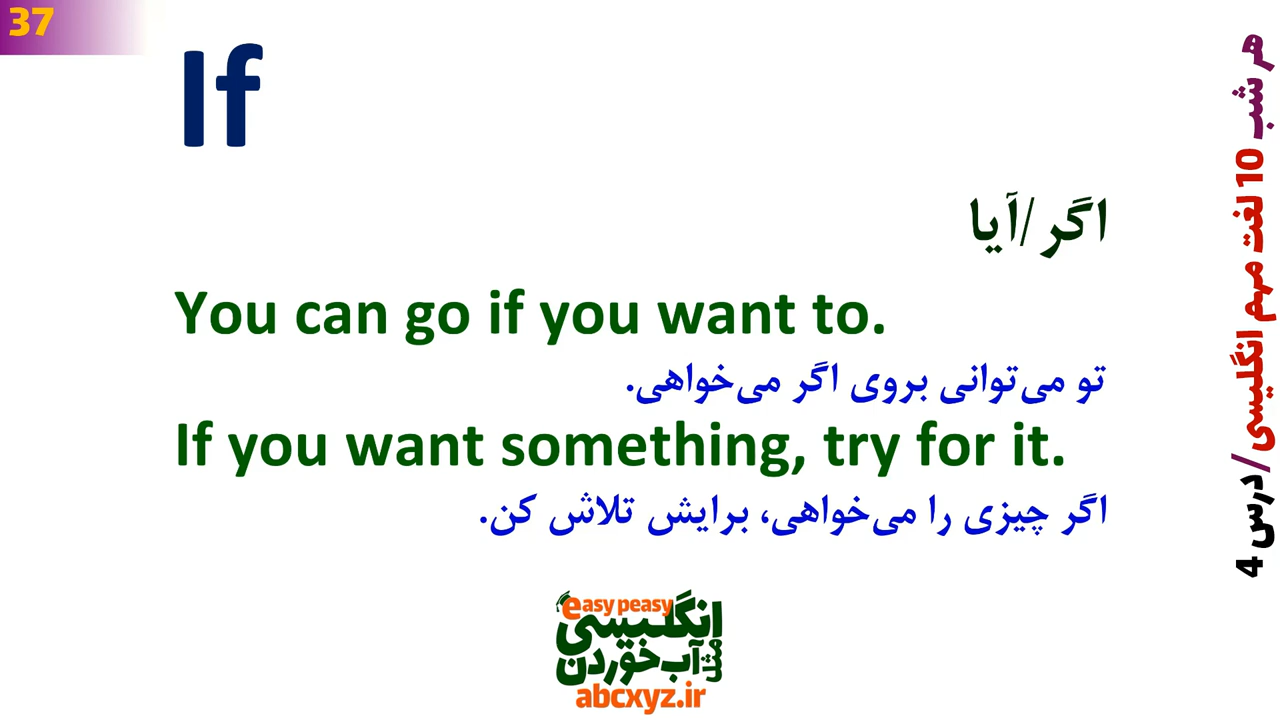 37
If
اگر/آیا
You can go if you want to.
تو می‌توانی بروی اگر می‌خواهی.
If you want something, try for it.
اگر چیزی را می‌خواهی، برایش تلاش کن.
easy peasy
انگلیسی
مثل
آب خوردن
abcxyz.ir
هر شب 10 لغت مهم انگلیسی/درس 4